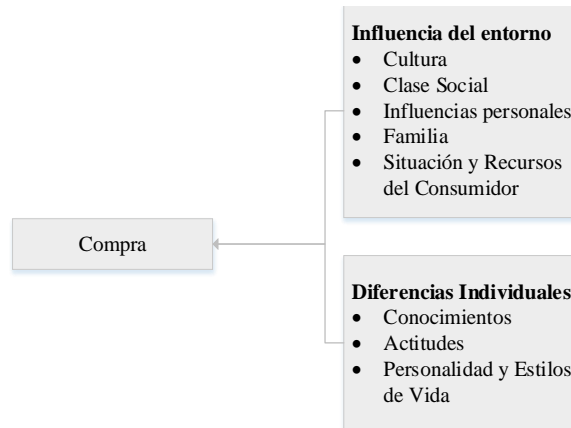 Influencia del entorno
• Cultura
• Clase Social
• Influencias personales
• Familia
• Situación y Recursos
del Consumidor
Compra
Diferencias Individuales
• Conocimientos
• Actitudes
• Personalidad y Estilos
de Vida